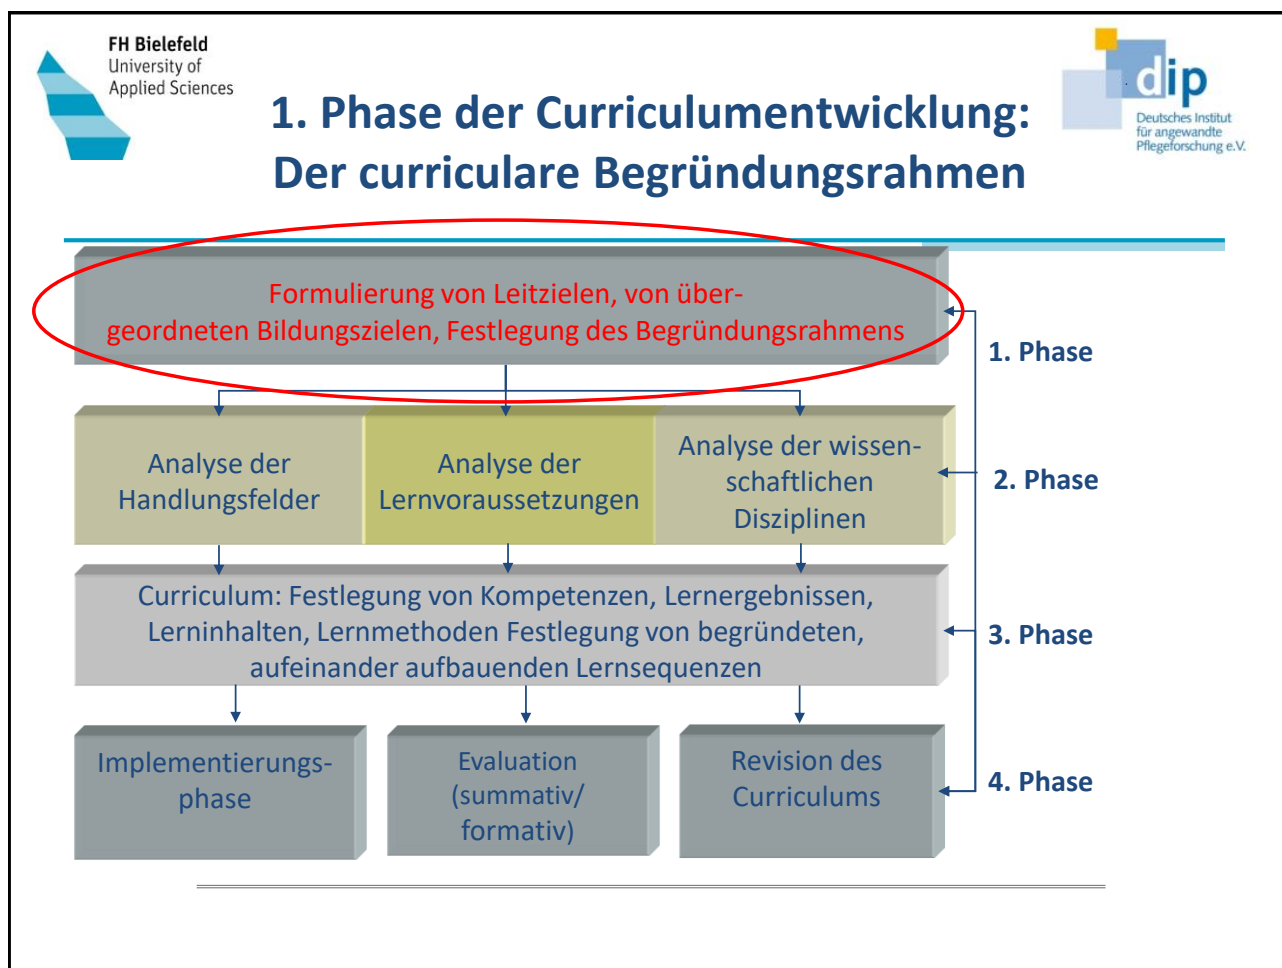 FH Bielefeld
University of
Applied Sciences
dip
Deutsches Institut
für angewandte
Pflegeforschung e.V.
1. Phase der Curriculumentwicklung:
Der curriculare Begründungsrahmen
Formulierung von Leitzielen, von über-
geordneten Bildungszielen, Festlegung des Begründungsrahmens
1. Phase
Analyse der
Handlungsfelder
Analyse der
Lernvoraussetzungen
Analyse der wissen-
schaftlichen
Disziplinen
2. Phase
Curriculum: Festlegung von Kompetenzen, Lernergebnissen,
Lerninhalten, Lernmethoden Festlegung von begründeten,
aufeinander aufbauenden Lernsequenzen
3. Phase
Implementierungs-
phase
Evaluation
(summativ/
formativ)
Revision des
Curriculums
4. Phase